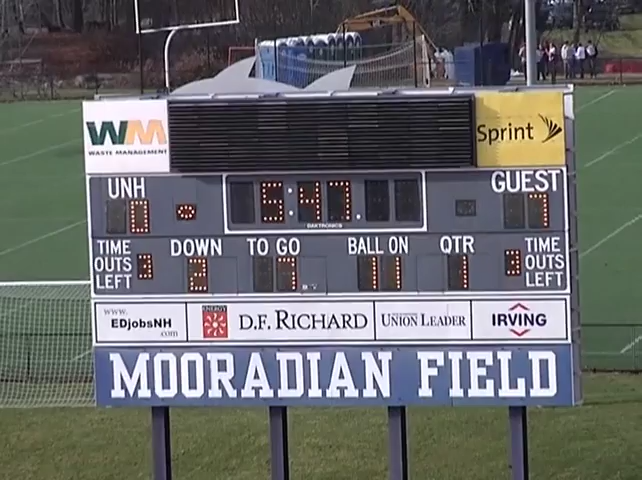 WM Sprint
WASTE MANAGEMENT
UNH GUEST
0 5:47. 7
DAKTRONICS
TIME OUTS LEFT 3 DOWN 2 TO GO 7 BALL ON 11 QTR 1 3 TIME OUTS LEFT
www.
EDjobsNH
.com
ENERGY D.F. RICHARD UNION LEADER IRVING
MOORADIAN FIELD